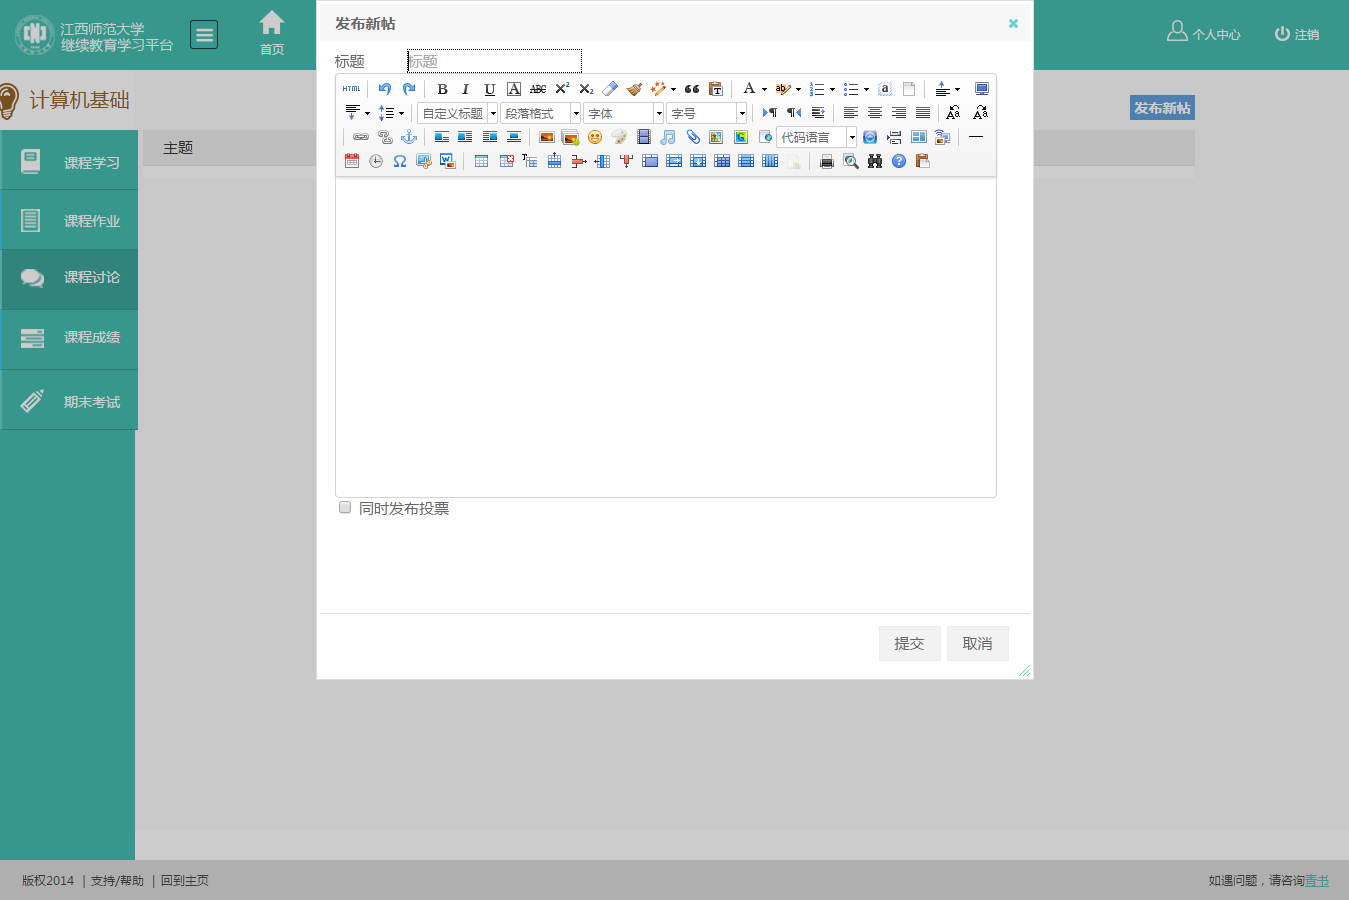 江西师范大学
继续教育学习平台
首页
个人中心
注销
计算机基础
课程学习
课程作业
课程讨论
课程成绩
期末考试
主题
发布新帖
发布新帖
标题
标题
HTML
B I U A ABC X² X₂
自定义标题 段落格式 字体 字号
代码语言
同时发布投票
提交 取消
版权2014 | 支持/帮助 | 回到主页
如遇问题，请咨询青书